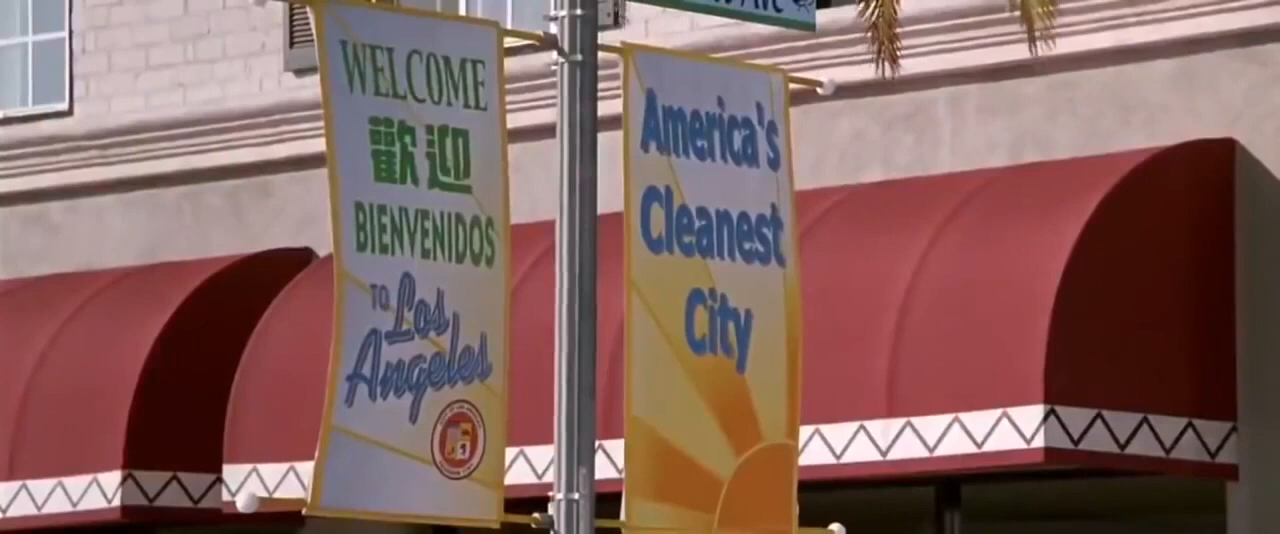 WELCOME
歡迎
BIENVENIDOS
TO Los
Angeles
America's
Cleanest
City